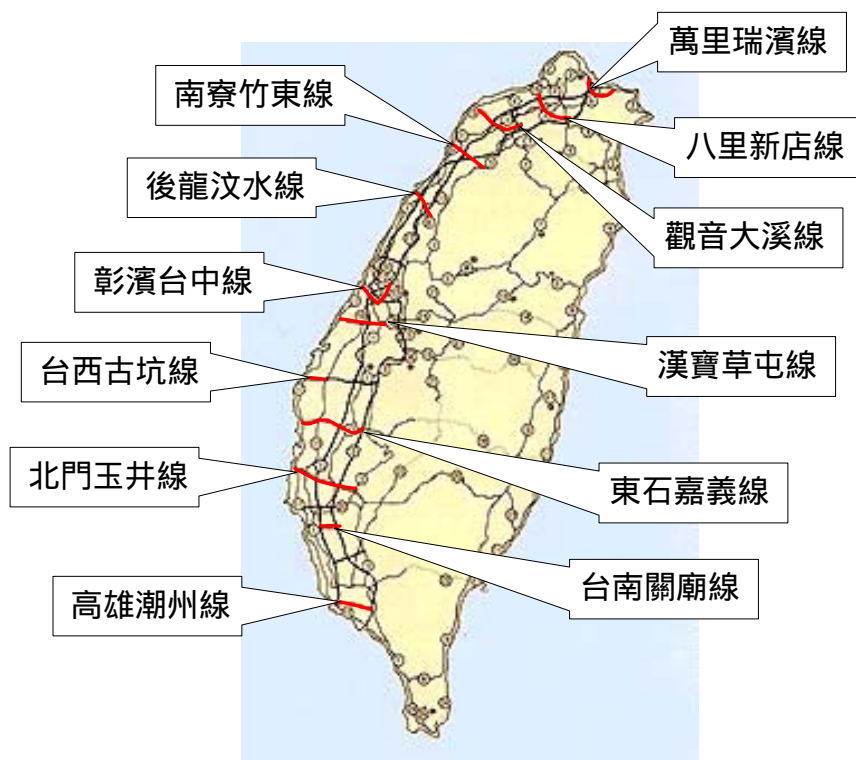 萬里瑞濱線
南寮竹東線
八里新店線
後龍汶水線
觀音大溪線
彰濱台中線
漢寶草屯線
台西古坑線
北門玉井線
東石嘉義線
台南關廟線
高雄潮州線